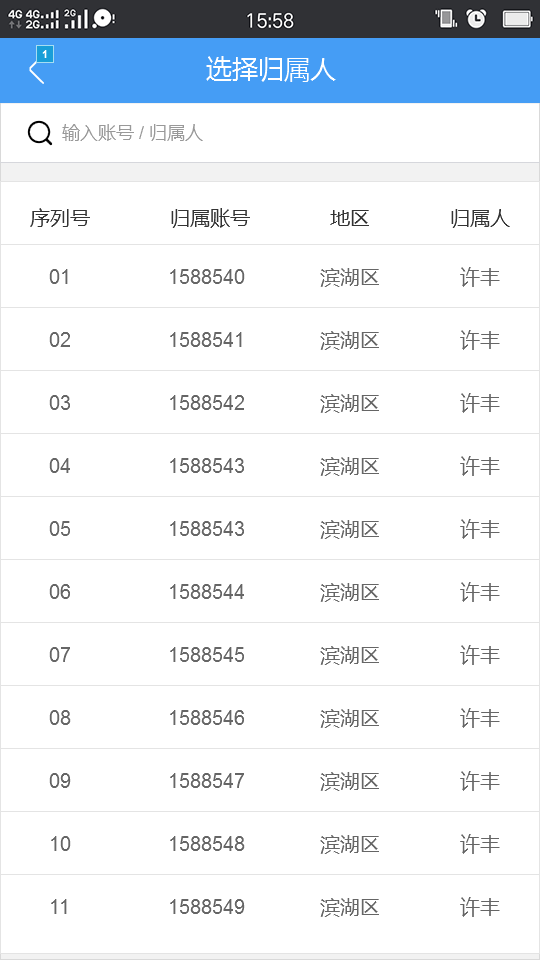 4G 4G 2G 2G 15:58
1
选择归属人
输入账号 / 归属人
序列号 归属账号 地区 归属人
01 1588540 滨湖区 许丰
02 1588541 滨湖区 许丰
03 1588542 滨湖区 许丰
04 1588543 滨湖区 许丰
05 1588543 滨湖区 许丰
06 1588544 滨湖区 许丰
07 1588545 滨湖区 许丰
08 1588546 滨湖区 许丰
09 1588547 滨湖区 许丰
10 1588548 滨湖区 许丰
11 1588549 滨湖区 许丰